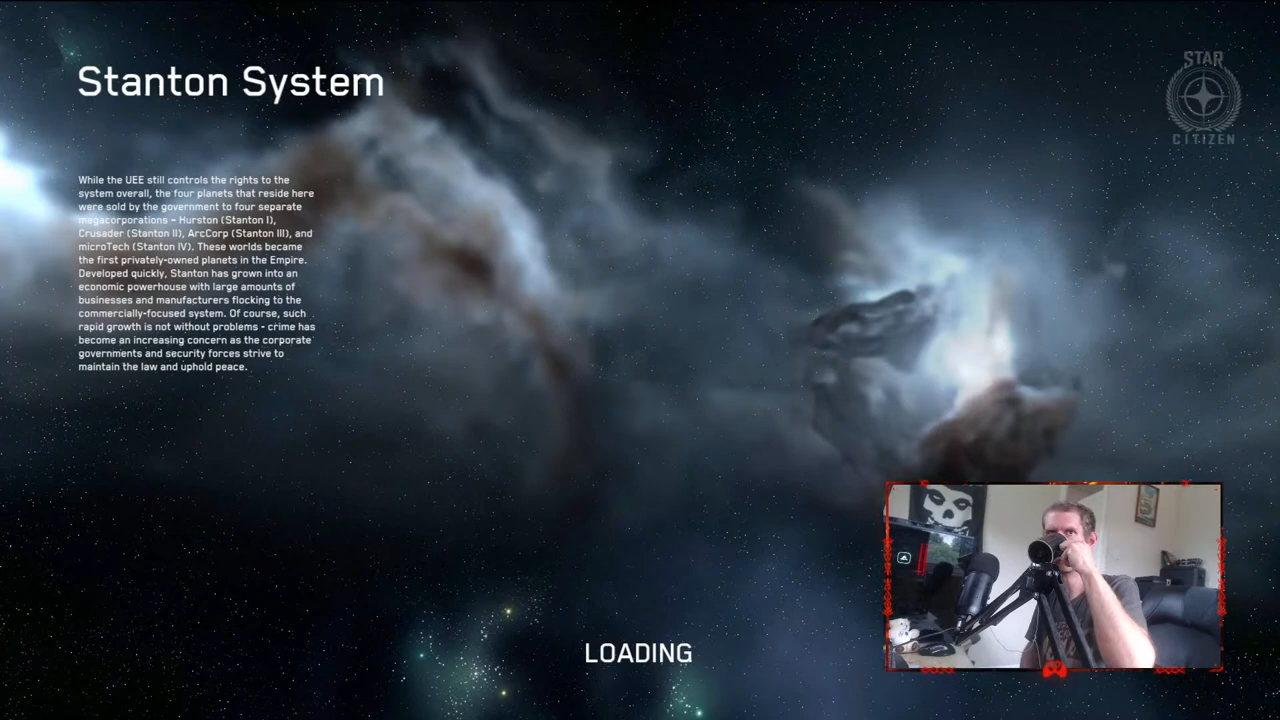 Stanton System
STAR
CITIZEN
While the UEE still controls the rights to the
system overall, the four planets that reside here
were sold by the government to four separate
megacorporations – Hurston (Stanton I),
Crusader (Stanton II), ArcCorp (Stanton III), and
microTech (Stanton IV). These worlds became
the first privately-owned planets in the Empire.
Developed quickly, Stanton has grown into an
economic powerhouse with large amounts of
businesses and manufacturers flocking to the
commercially-focused system. Of course, such
rapid growth is not without problems - crime has
become an increasing concern as the corporate
governments and security forces strive to
maintain the law and uphold peace.
LOADING